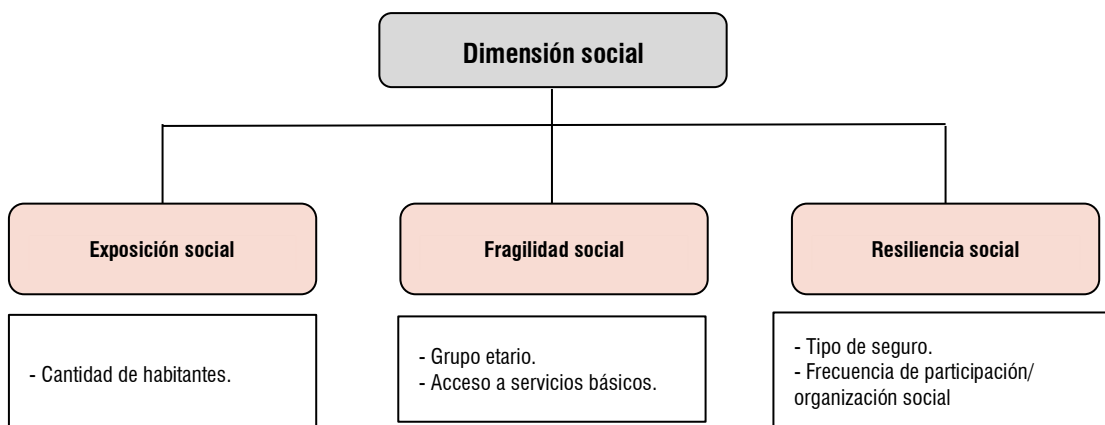 Dimensión social
Exposición social
Fragilidad social
Resiliencia social
- Cantidad de habitantes.
- Grupo etario.
- Acceso a servicios básicos.
- Tipo de seguro.
- Frecuencia de participación/
organización social